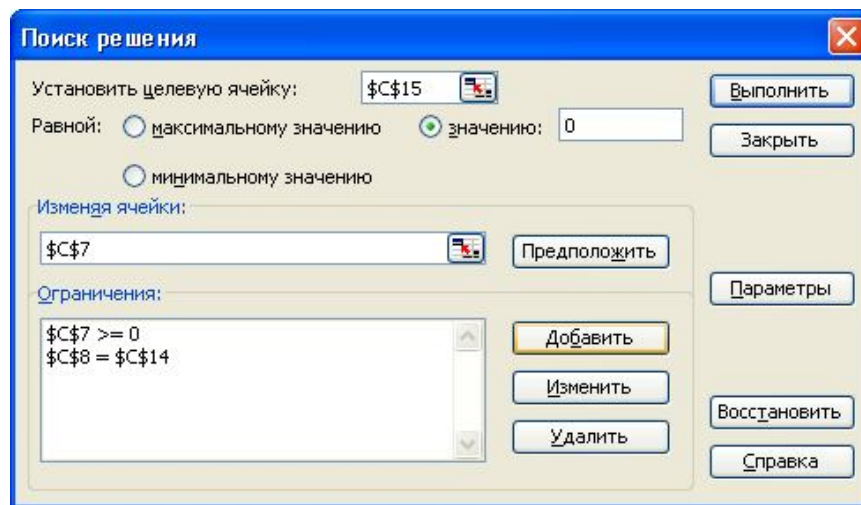 Поиск решения
Установить целевую ячейку: $C$15
Выполнить
Равной: максимальному значению значению: 0
Закрыть
минимальному значению
Изменяя ячейки:
$C$7
Предположить
Параметры
Ограничения:
$C$7 >= 0
$C$8 = $C$14
Добавить
Изменить
Удалить
Восстановить
Справка